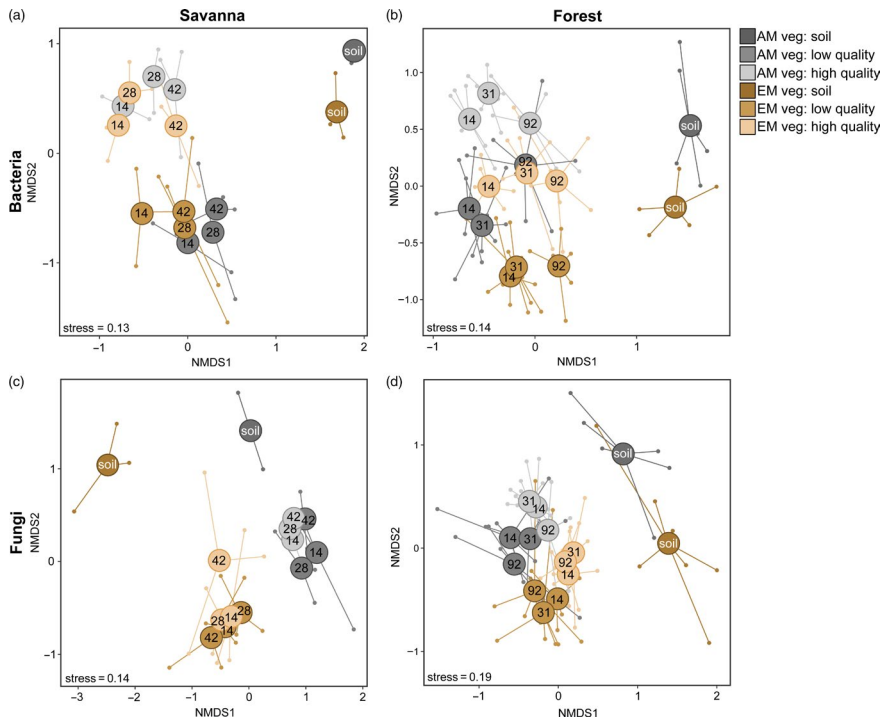 Savanna
Forest
(a)
(b)
AM veg: soil
AM veg: low quality
AM veg: high quality
EM veg: soil
EM veg: low quality
EM veg: high quality
Bacteria
NMDS2
1
0
−1
soil
soil
28
42
28
14
14
42
14
42
42
28
28
14
stress = 0.13
−1
0
1
2
NMDS1
NMDS2
1.0
0.5
0.0
−0.5
−1.0
31
14
92
soil
92
31
14
92
soil
14
31
31
14
92
stress = 0.14
−1
0
1
NMDS1
(c)
(d)
Fungi
NMDS2
1
0
−1
soil
soil
42
42
28
14
14
28
42
28
14
28
14
42
stress = 0.14
−3
−2
−1
0
1
2
NMDS1
NMDS2
1
0
−1
soil
31
14
92
14
31
92
soil
31
92
14
92
14
31
stress = 0.19
−1
0
1
2
NMDS1